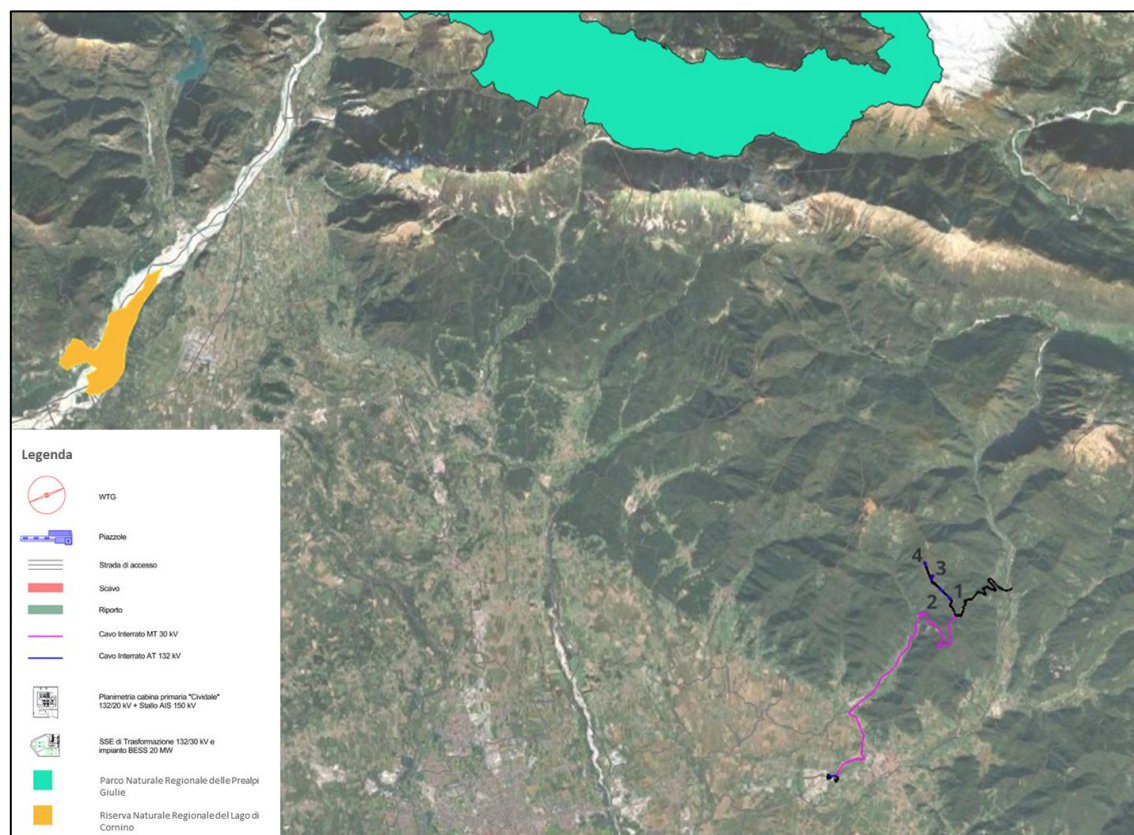 4
3
1
2
Legenda
WTG
Piazzole
Strada di accesso
Scavo
Riporto
Cavo Interrato MT 30 kV
Cavo Interrato AT 132 kV
Planimetria cabina primaria "Cividale"
132/20 kV + Stallo AIS 150 kV
SSE di Trasformazione 132/30 kV e
impianto BESS 20 MW
Parco Naturale Regionale delle Prealpi
Giulie
Riserva Naturale Regionale del Lago di
Cornino